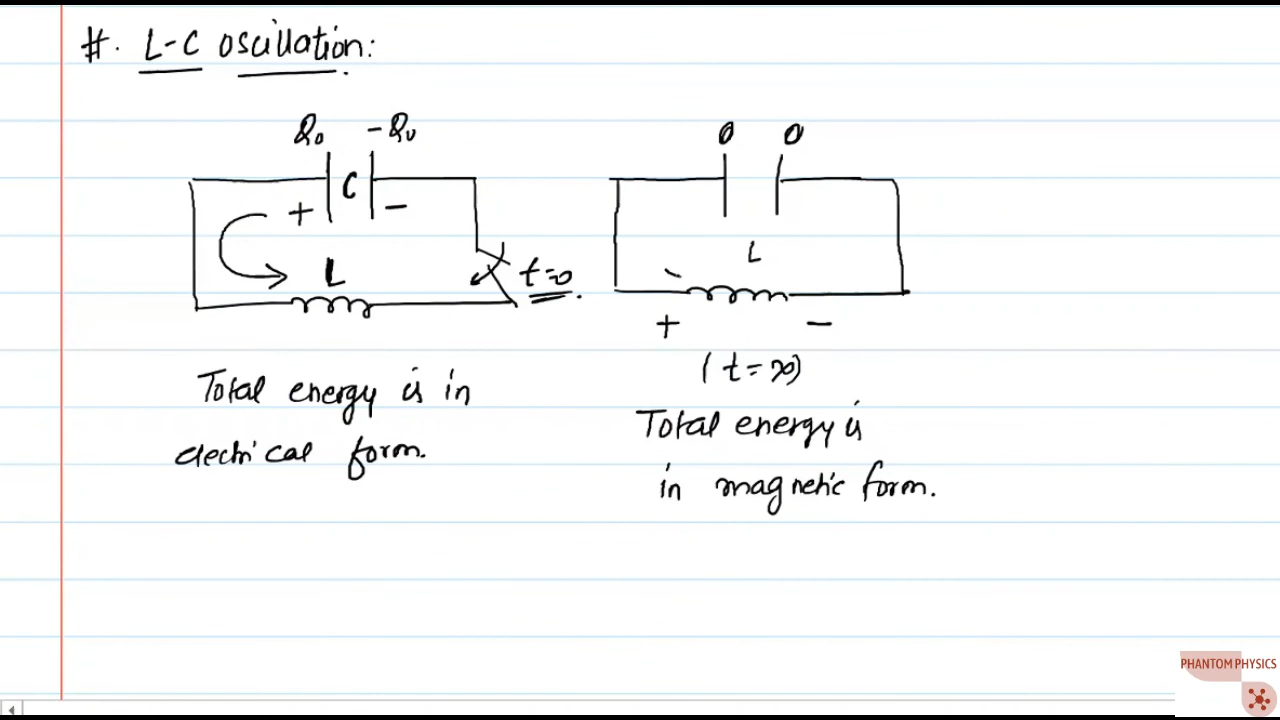 #. L-C oscillation:
Q₀ -Q₀
C
+ -
L
t=0
0 0
L
+ -
(t=∞)
Total energy is in
electrical form.
Total energy is
in magnetic form.
PHANTOM PHYSICS